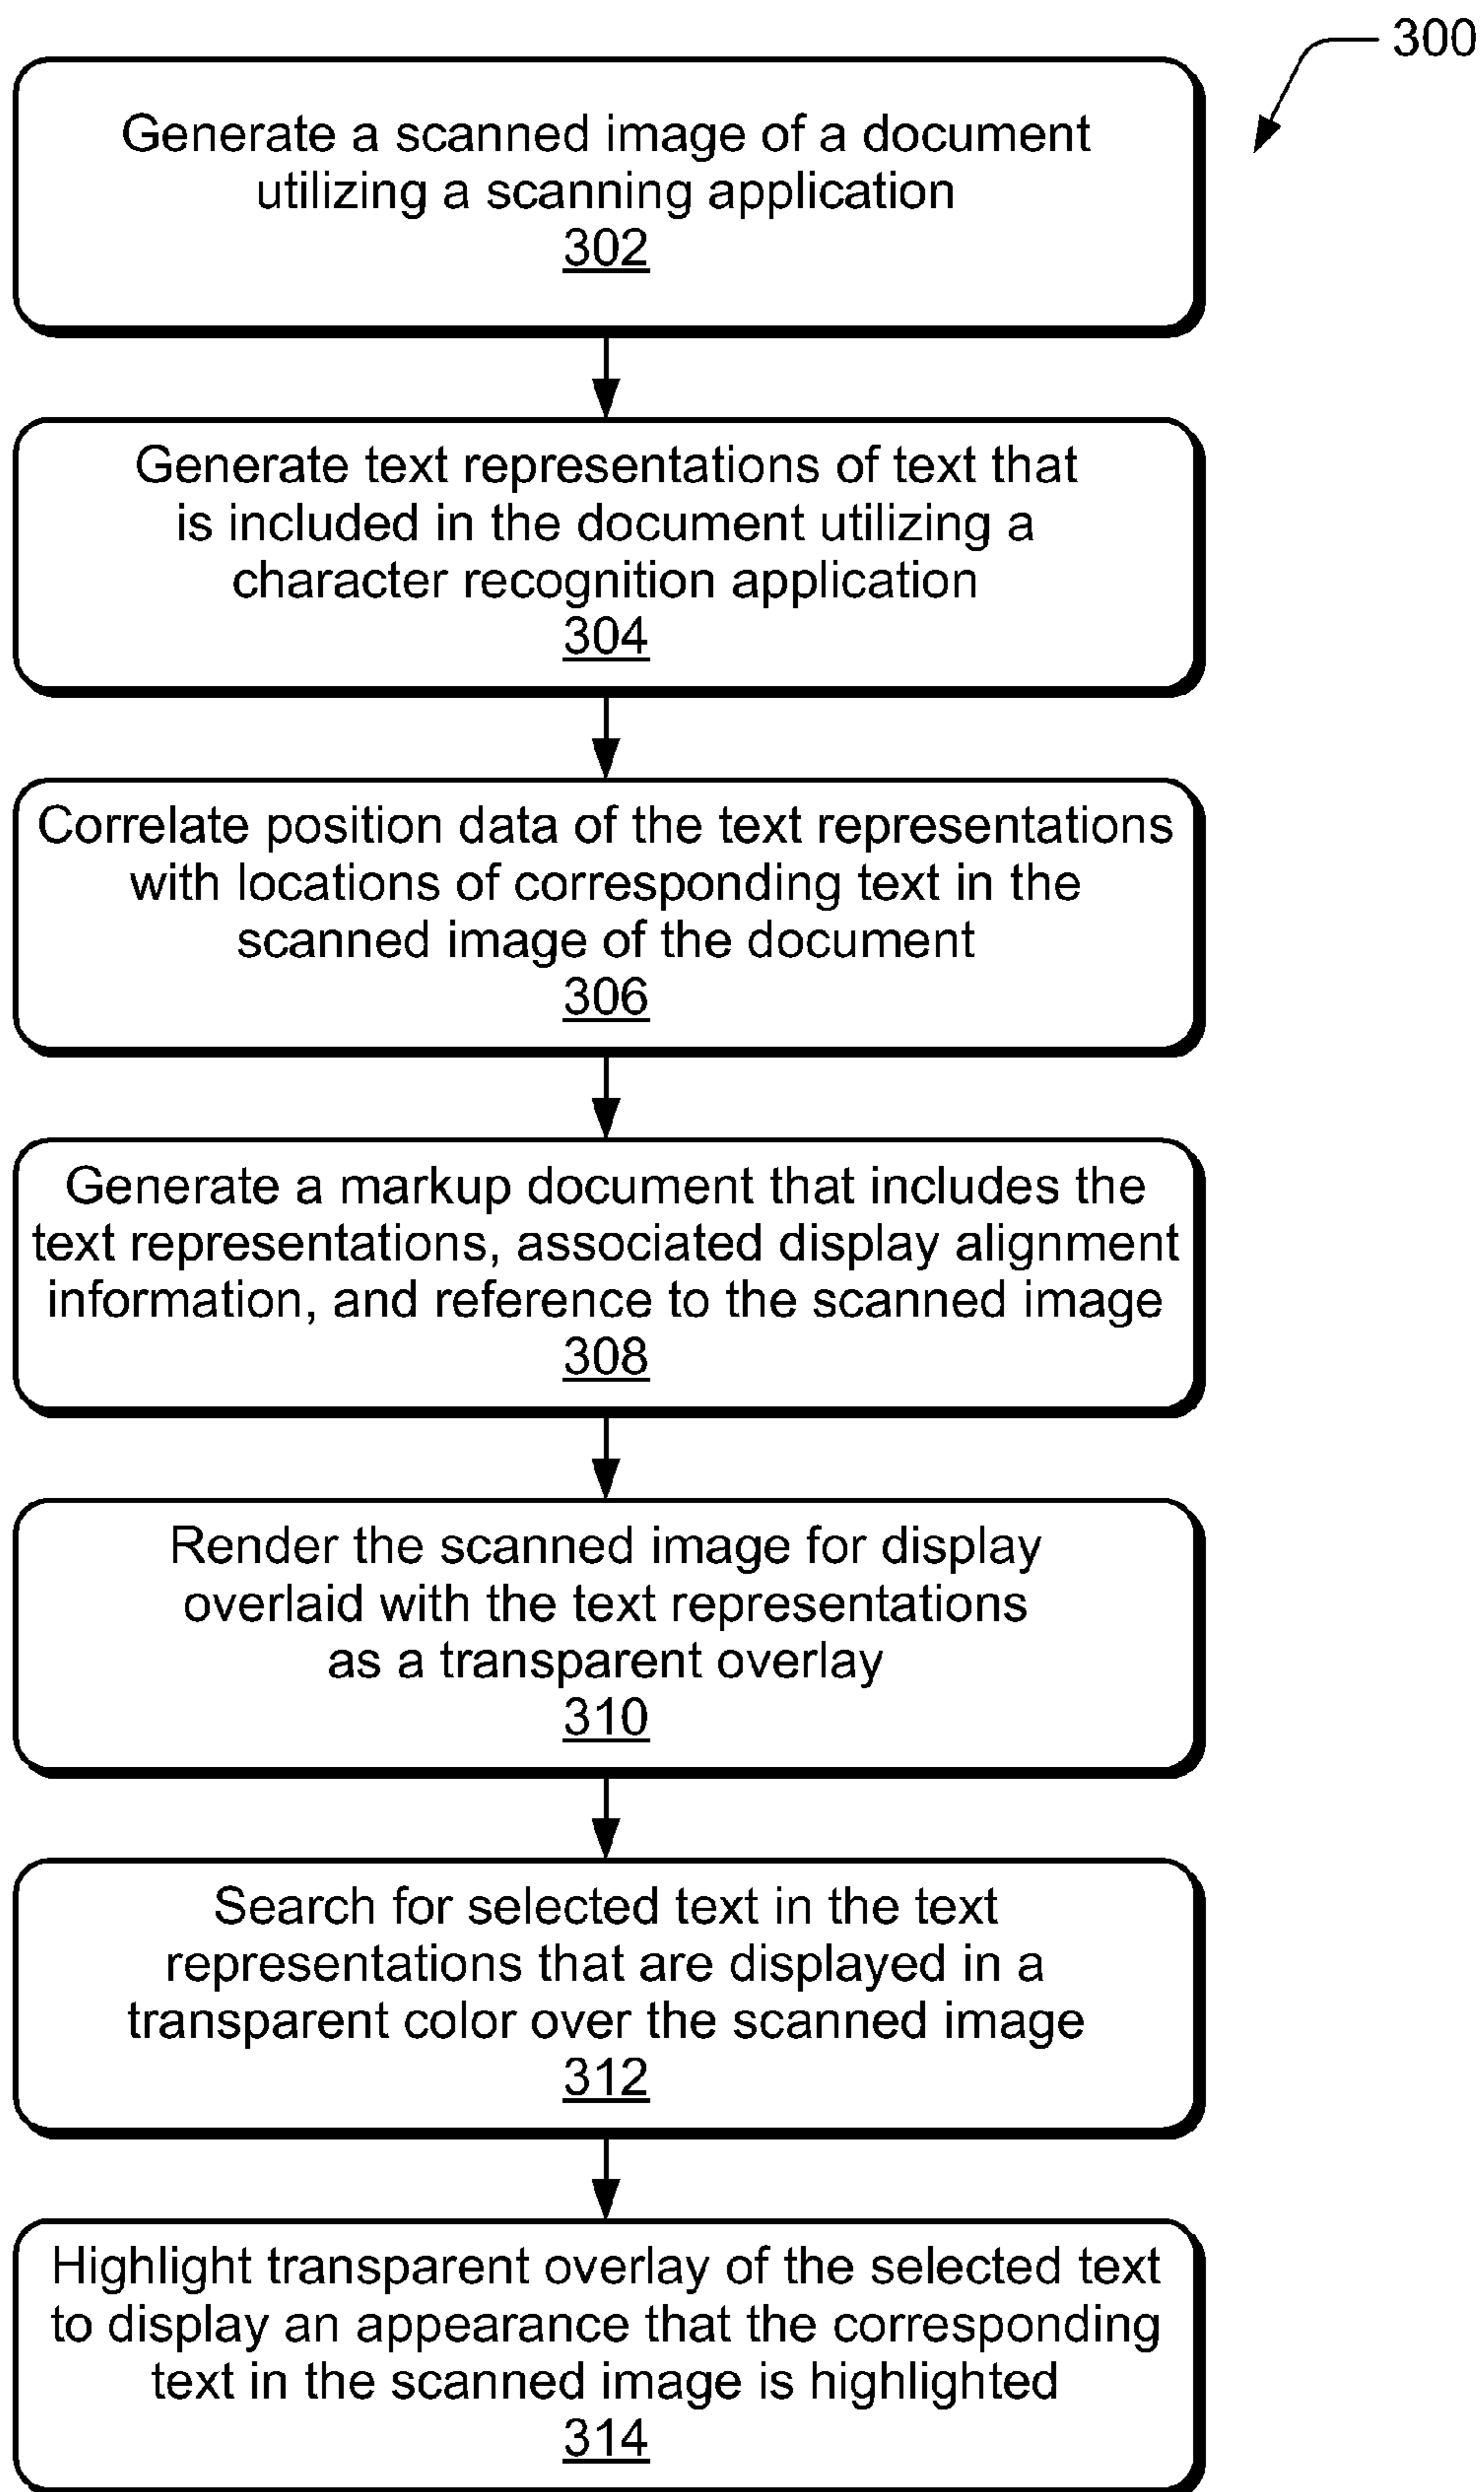 300
Generate a scanned image of a document
utilizing a scanning application
302
Generate text representations of text that
is included in the document utilizing a
character recognition application
304
Correlate position data of the text representations
with locations of corresponding text in the
scanned image of the document
306
Generate a markup document that includes the
text representations, associated display alignment
information, and reference to the scanned image
308
Render the scanned image for display
overlaid with the text representations
as a transparent overlay
310
Search for selected text in the text
representations that are displayed in a
transparent color over the scanned image
312
Highlight transparent overlay of the selected text
to display an appearance that the corresponding
text in the scanned image is highlighted
314